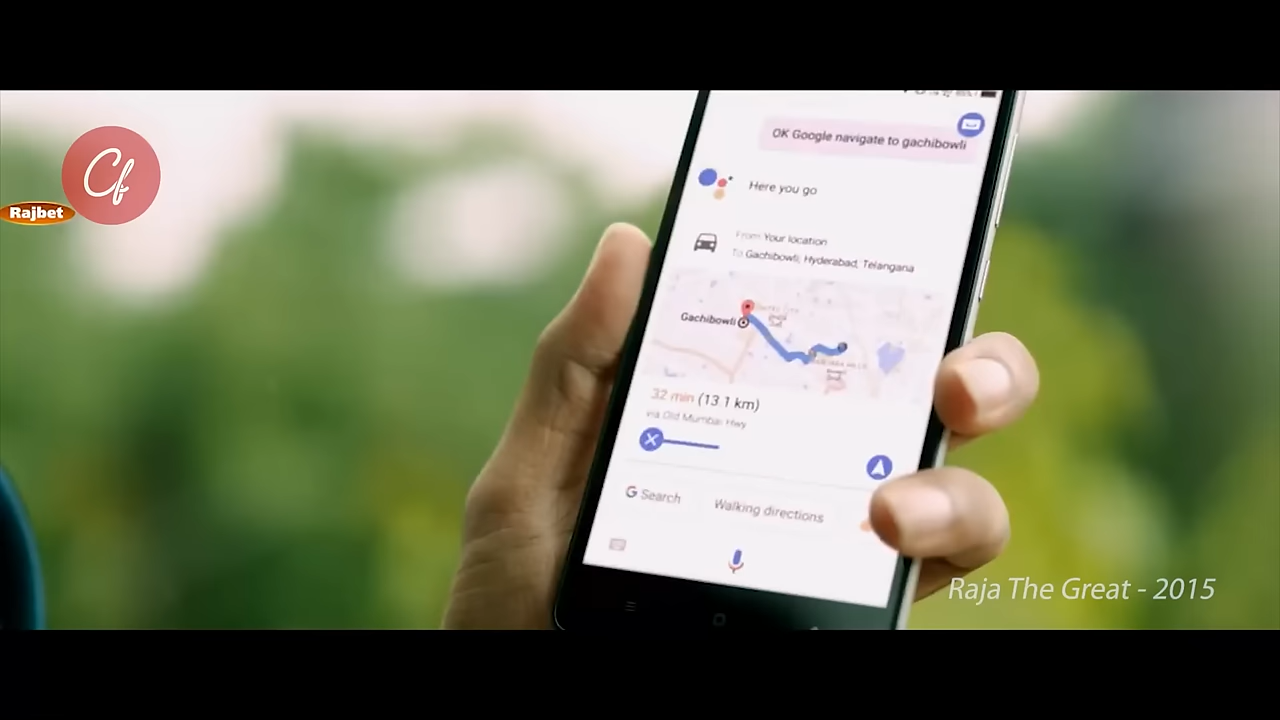 Cf
Rajbet
OK Google navigate to gachibowli
Here you go
From Your location
To Gachibowli, Hyderabad, Telangana
Gachibowli
32 min (13.1 km)
via Old Mumbai Hwy
G Search
Walking directions
Raja The Great - 2015